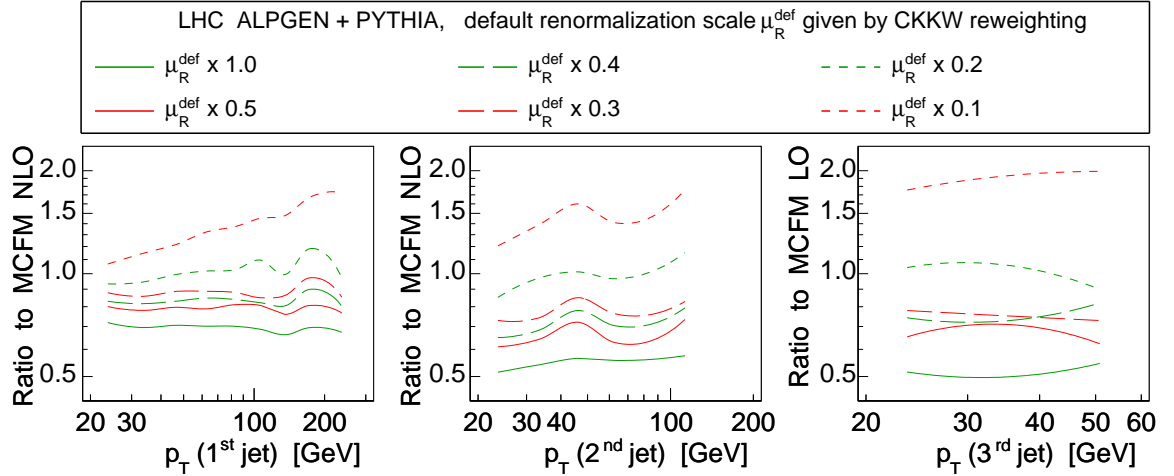 LHC ALPGEN + PYTHIA, default renormalization scale μ_R^def given by CKKW reweighting
μ_R^def x 1.0
μ_R^def x 0.4
μ_R^def x 0.2
μ_R^def x 0.5
μ_R^def x 0.3
μ_R^def x 0.1
Ratio to MCFM NLO
2.0
1.5
1.0
0.5
20 30 100 200
p_T (1^st jet) [GeV]
Ratio to MCFM NLO
2.0
1.5
1.0
0.5
20 30 40 100 200
p_T (2^nd jet) [GeV]
Ratio to MCFM LO
2.0
1.5
1.0
0.5
20 30 40 50 60
p_T (3^rd jet) [GeV]